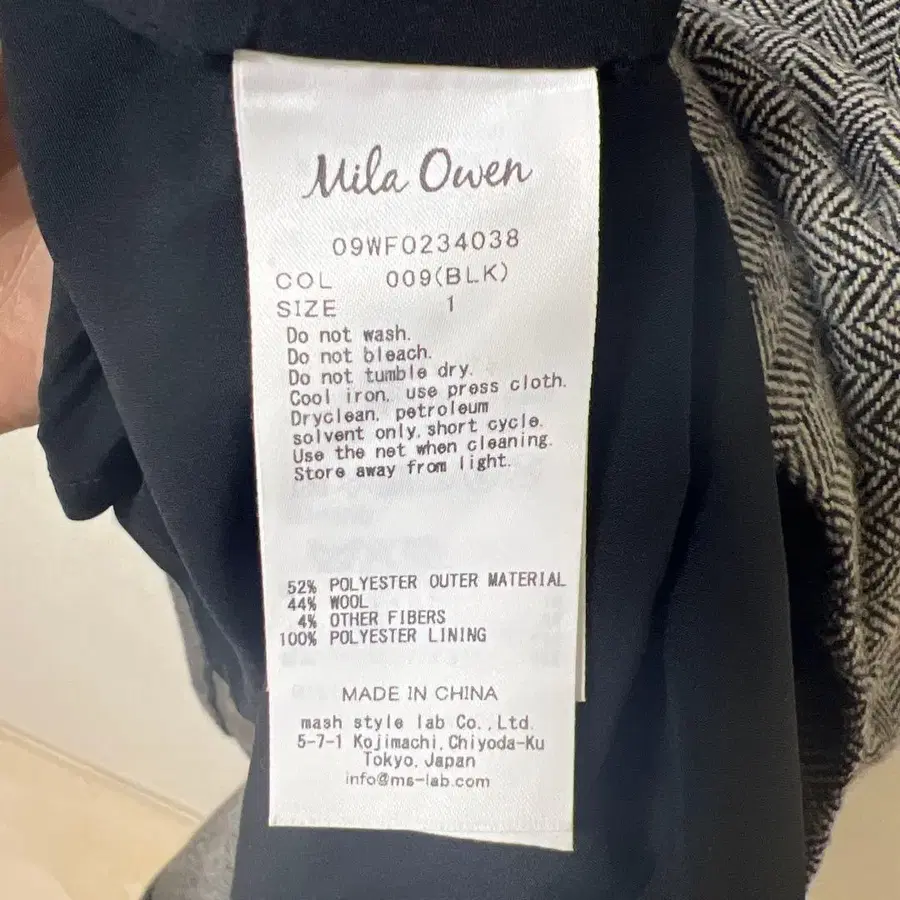 Mila Owen
09WF0234038
COL 009(BLK)
SIZE 1
Do not wash.
Do not bleach.
Do not tumble dry.
Cool iron. use press cloth.
Dryclean. petroleum
solvent only. short cycle.
Use the net when cleaning.
Store away from light.
52% POLYESTER OUTER MATERIAL
44% WOOL
4% OTHER FIBERS
100% POLYESTER LINING
MADE IN CHINA
mash style lab Co.,Ltd.
5-7-1 Kojimachi,Chiyoda-Ku
Tokyo,Japan
info@ms-lab.com